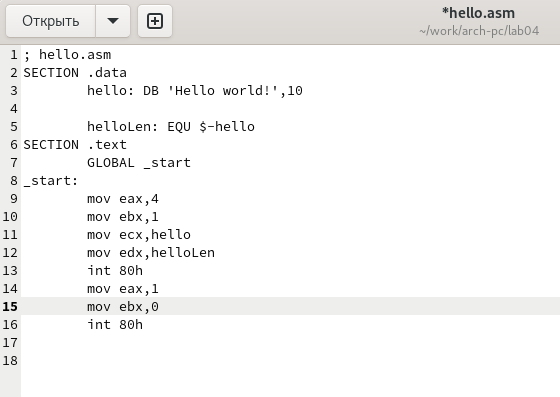 Открыть
*hello.asm
~/work/arch-pc/lab04
1 ; hello.asm
2 SECTION .data
3         hello: DB 'Hello world!',10
4
5         helloLen: EQU $-hello
6 SECTION .text
7         GLOBAL _start
8 _start:
9         mov eax,4
10         mov ebx,1
11         mov ecx,hello
12         mov edx,helloLen
13         int 80h
14         mov eax,1
15         mov ebx,0
16         int 80h
17
18